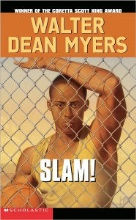 WINNER OF THE CORETTA SCOTT KING AWARD
WALTER
DEAN MYERS
SLAM!
SCHOLASTIC